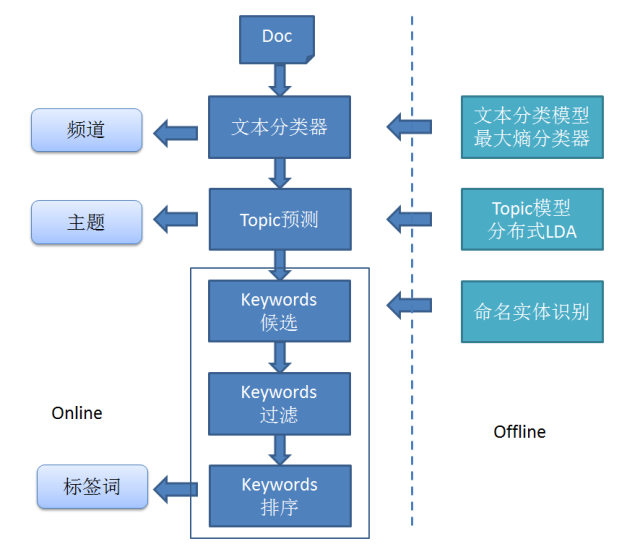 Doc
频道
文本分类器
文本分类模型
最大熵分类器
主题
Topic预测
Topic模型
分布式LDA
Keywords
候选
命名实体识别
Keywords
过滤
Online
Offline
标签词
Keywords
排序